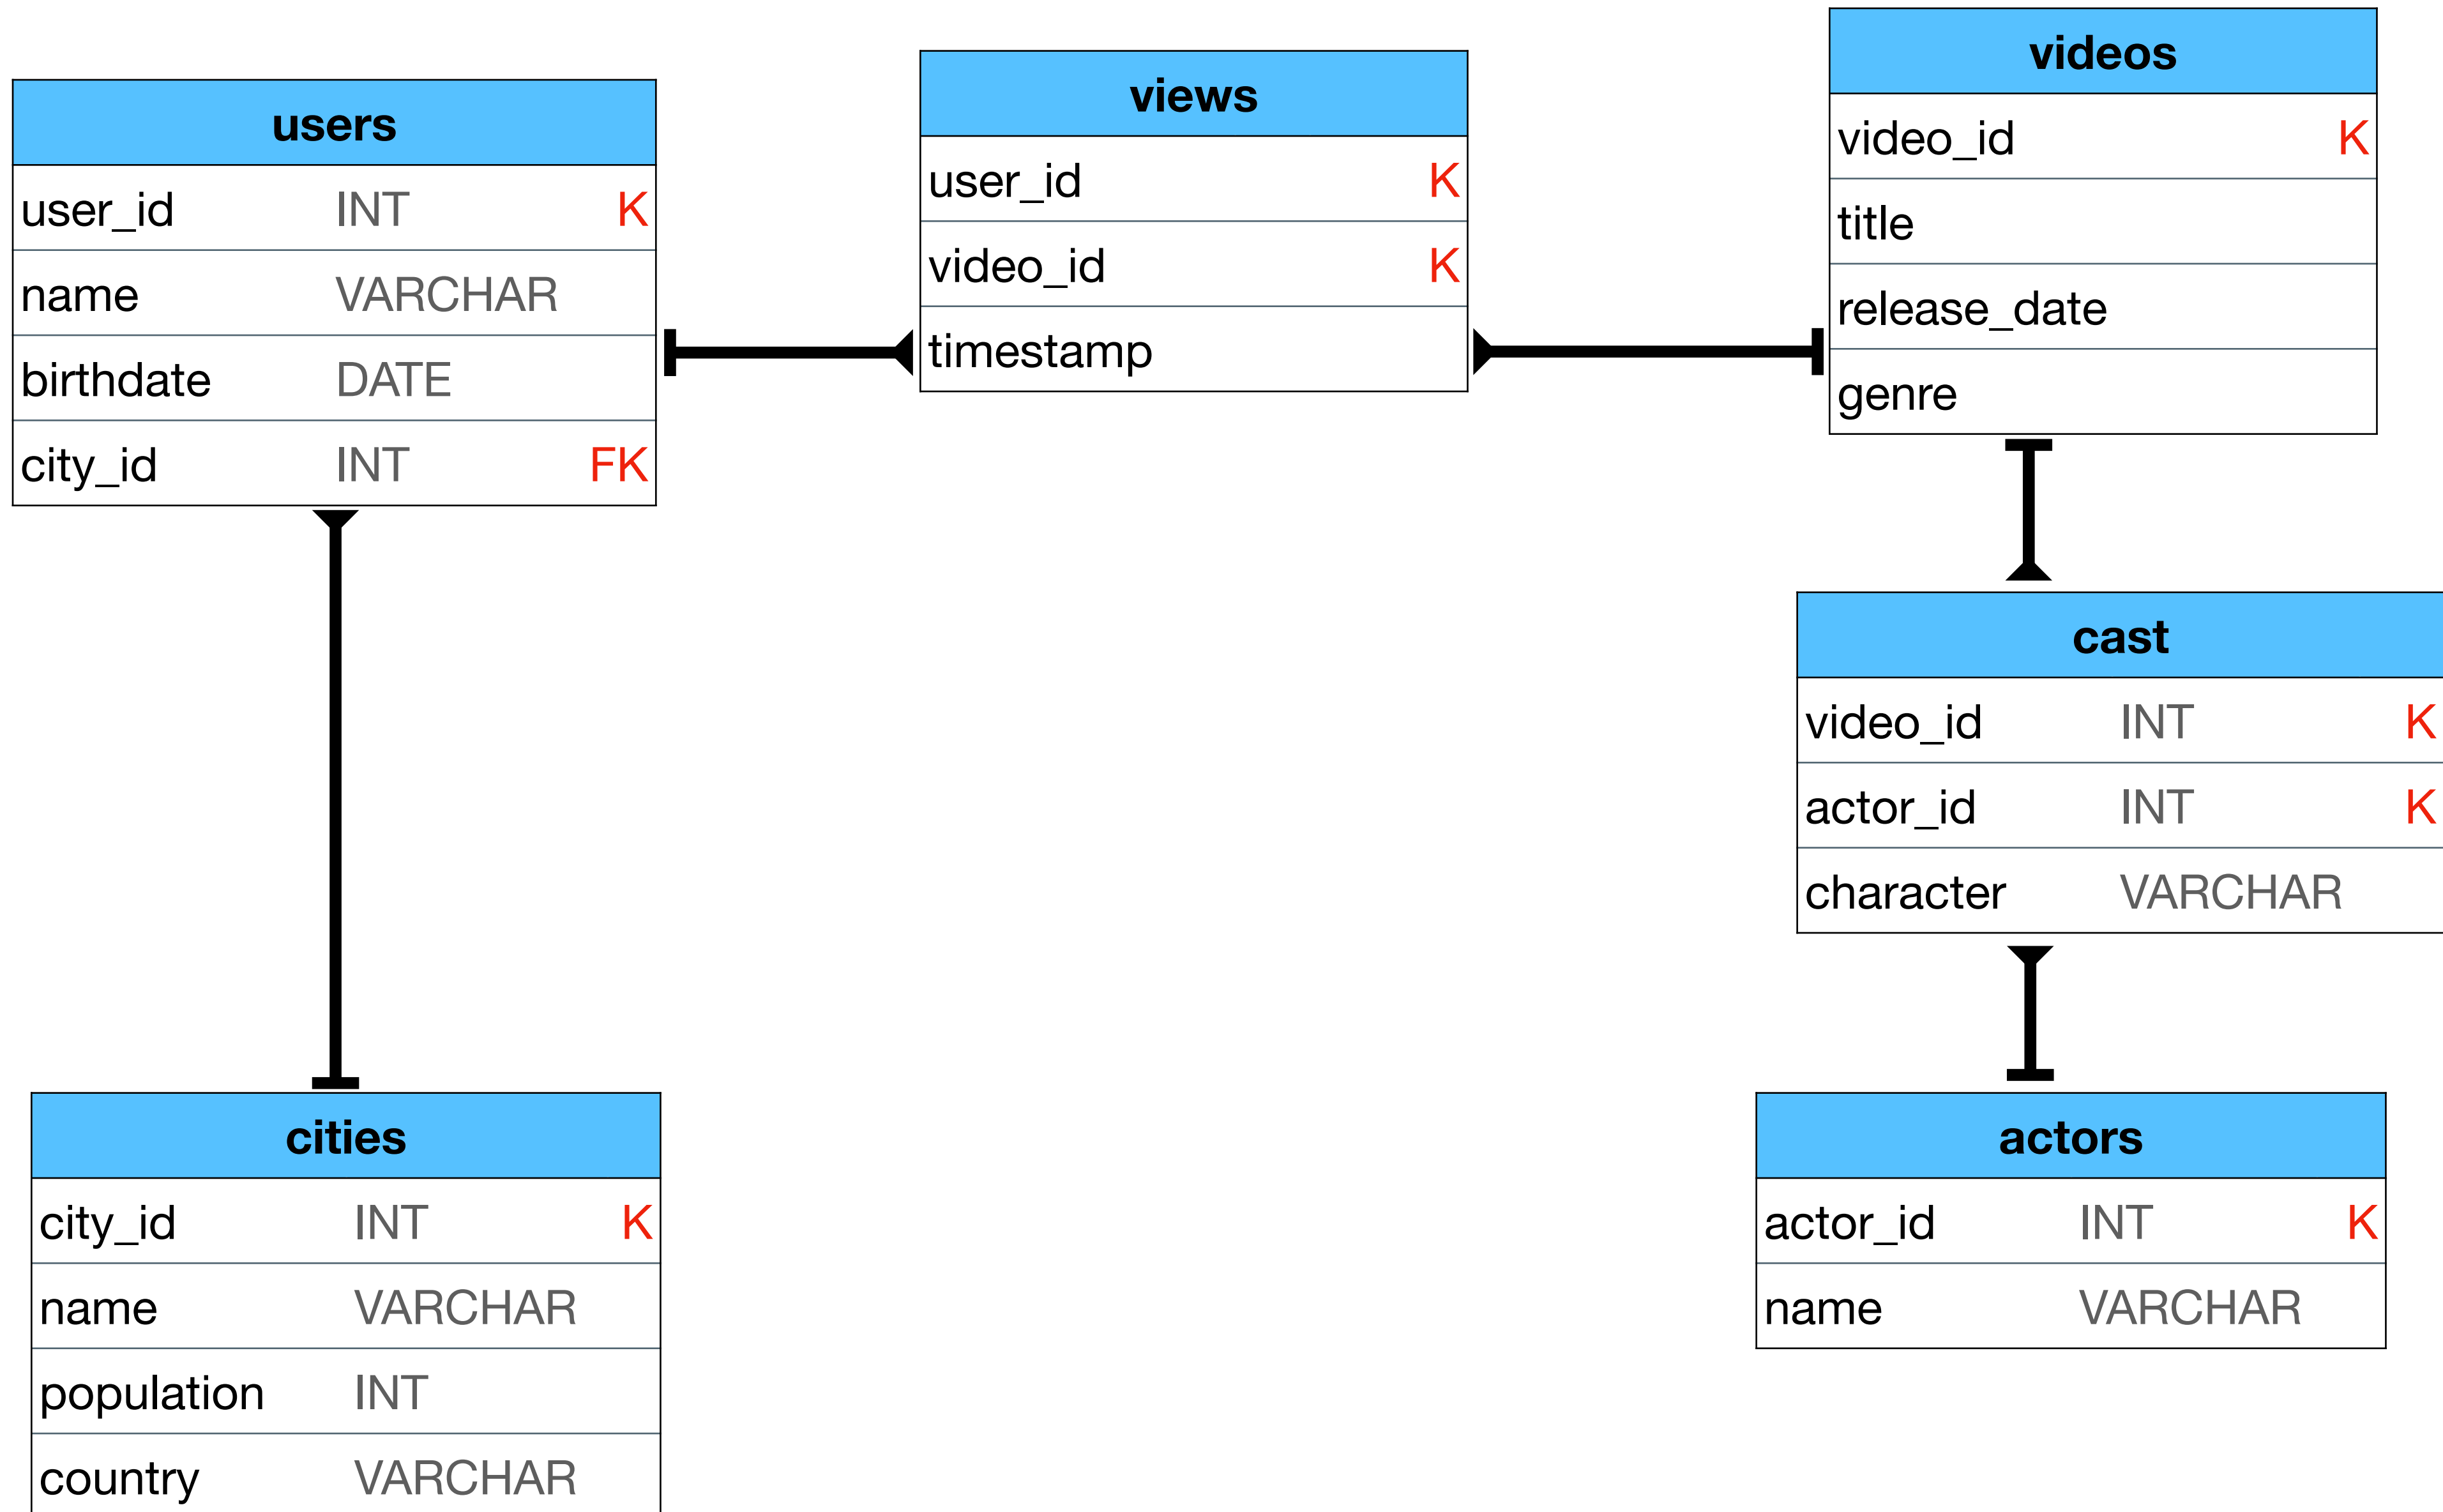 users
user_id INT K
name VARCHAR
birthdate DATE
city_id INT FK
views
user_id K
video_id K
timestamp
videos
video_id K
title
release_date
genre
cast
video_id INT K
actor_id INT K
character VARCHAR
cities
city_id INT K
name VARCHAR
population INT
country VARCHAR
actors
actor_id INT K
name VARCHAR